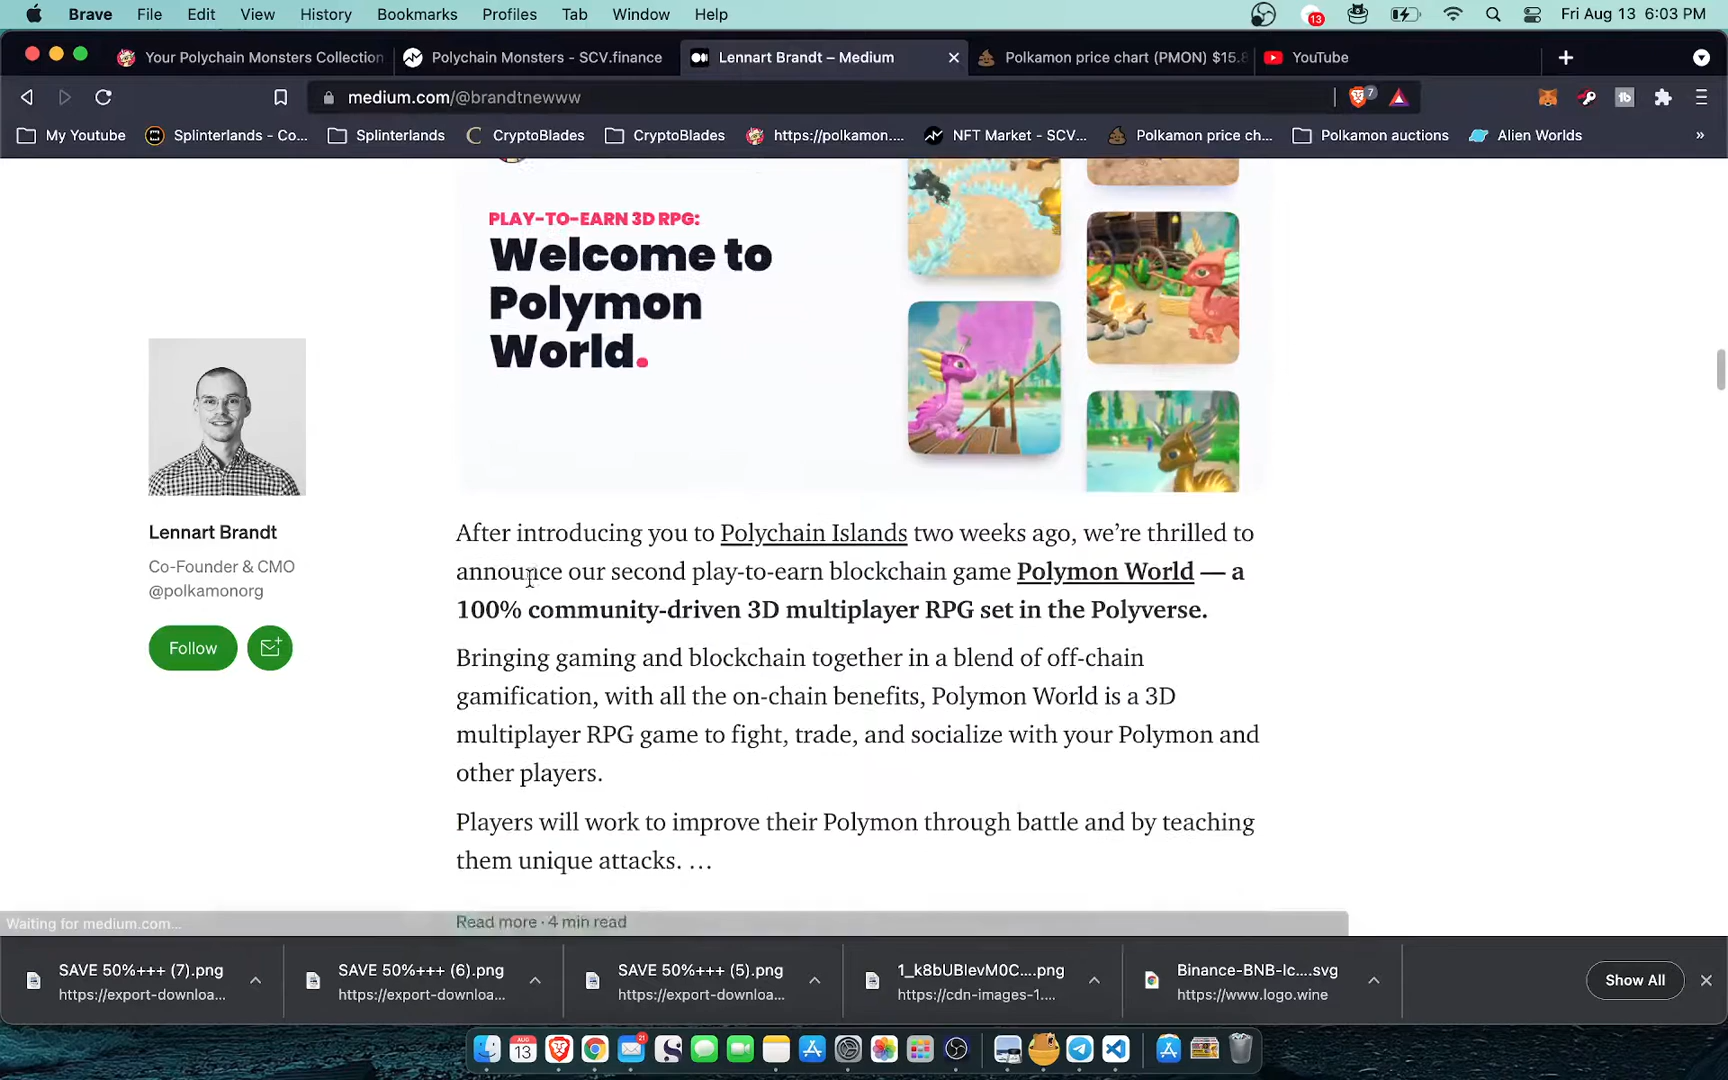 Brave File Edit View History Bookmarks Profiles Tab Window Help 13 Fri Aug 13 6:03 PM
Your Polychain Monsters Collection Polychain Monsters - SCV.finance Lennart Brandt – Medium Polkamon price chart (PMON) $15.8 YouTube
medium.com/@brandtnewww 7
My Youtube Splinterlands - Co... Splinterlands CryptoBlades CryptoBlades https://polkamon.... NFT Market - SCV... Polkamon price ch... Polkamon auctions Alien Worlds »
PLAY-TO-EARN 3D RPG:
Welcome to
Polymon
World.
Lennart Brandt
Co-Founder & CMO
@polkamonorg
Follow
After introducing you to Polychain Islands two weeks ago, we’re thrilled to
announce our second play-to-earn blockchain game Polymon World — a
100% community-driven 3D multiplayer RPG set in the Polyverse.
Bringing gaming and blockchain together in a blend of off-chain
gamification, with all the on-chain benefits, Polymon World is a 3D
multiplayer RPG game to fight, trade, and socialize with your Polymon and
other players.
Players will work to improve their Polymon through battle and by teaching
them unique attacks. …
Read more · 4 min read
Waiting for medium.com...
SAVE 50%+++ (7).png SAVE 50%+++ (6).png SAVE 50%+++ (5).png 1_k8bUBlevM0C....png Binance-BNB-Ic....svg Show All
https://export-downloa... https://export-downloa... https://export-downloa... https://cdn-images-1.... https://www.logo.wine
AUG
13
21